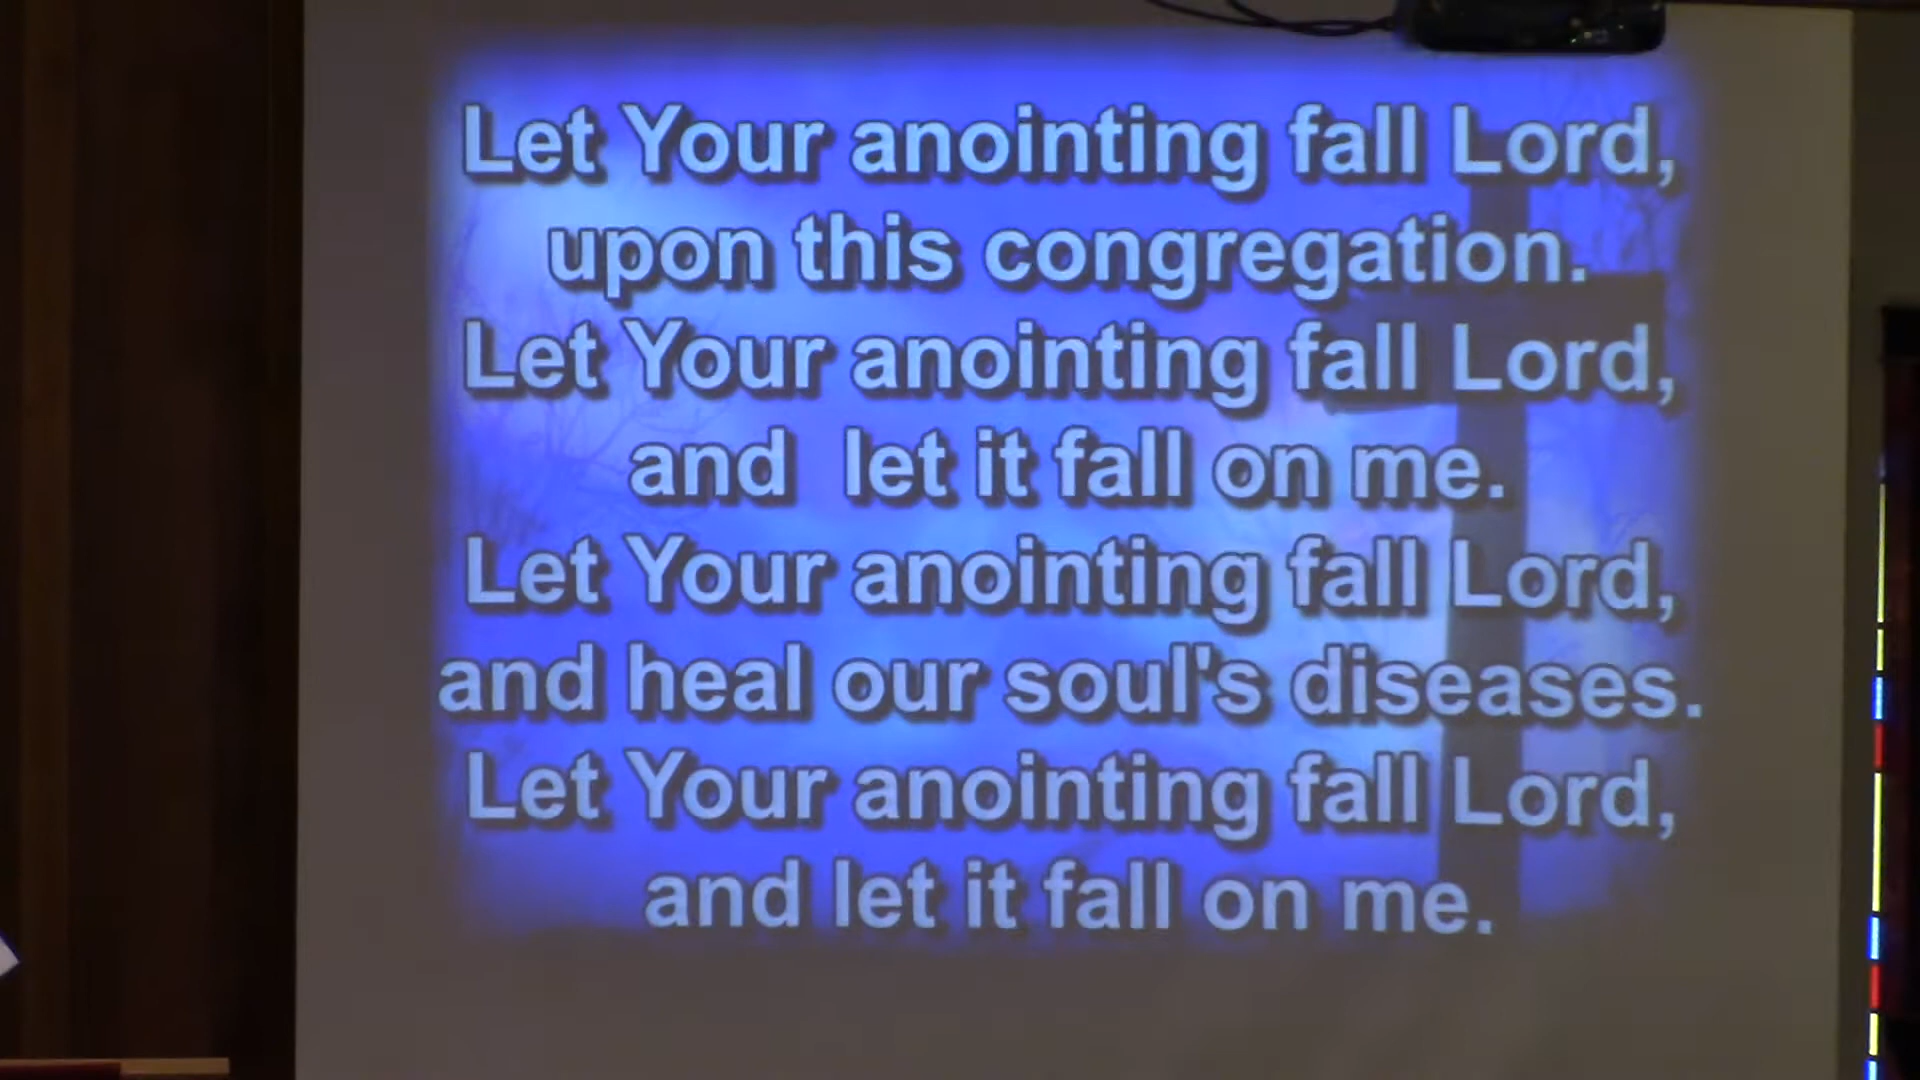 Let Your anointing fall Lord,
upon this congregation.
Let Your anointing fall Lord,
and  let it fall on me.
Let Your anointing fall Lord,
and heal our soul's diseases.
Let Your anointing fall Lord,
and let it fall on me.